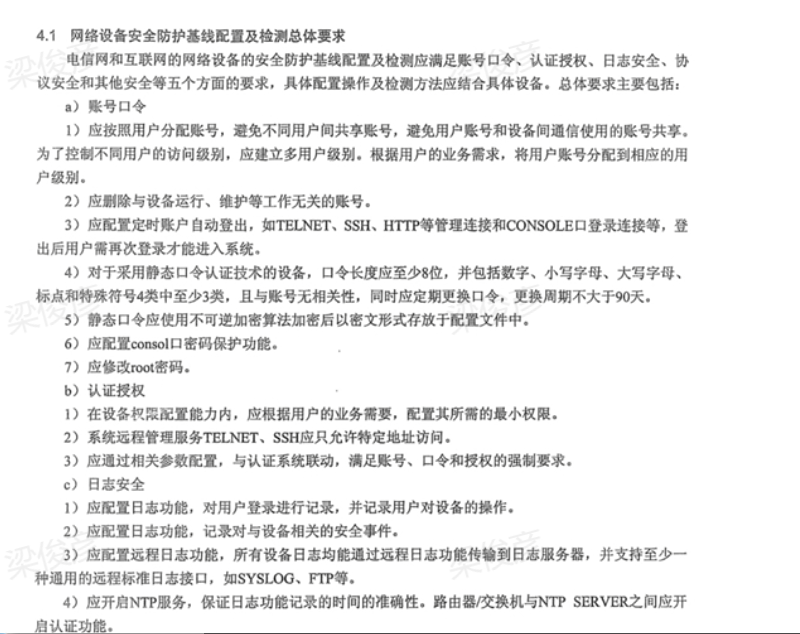 4.1 网络设备安全防护基线配置及检测总体要求
电信网和互联网的网络设备的安全防护基线配置及检测应满足账号口令、认证授权、日志安全、协
议安全和其他安全等五个方面的要求，具体配置操作及检测方法应结合具体设备。总体要求主要包括：
a）账号口令
1）应按照用户分配账号，避免不同用户间共享账号，避免用户账号和设备间通信使用的账号共享。
为了控制不同用户的访问级别，应建立多用户级别。根据用户的业务需求，将用户账号分配到相应的用
户级别。
2）应删除与设备运行、维护等工作无关的账号。
3）应配置定时账户自动登出，如TELNET、SSH、HTTP等管理连接和CONSOLE口登录连接等，登
出后用户需再次登录才能进入系统。
4）对于采用静态口令认证技术的设备，口令长度应至少8位，并包括数字、小写字母、大写字母、
标点和特殊符号4类中至少3类，且与账号无相关性，同时应定期更换口令，更换周期不大于90天。
5）静态口令应使用不可逆加密算法加密后以密文形式存放于配置文件中。
6）应配置consol口密码保护功能。
7）应修改root密码。
b）认证授权
1）在设备权限配置能力内，应根据用户的业务需要，配置其所需的最小权限。
2）系统远程管理服务TELNET、SSH应只允许特定地址访问。
3）应通过相关参数配置，与认证系统联动，满足账号、口令和授权的强制要求。
c）日志安全
1）应配置日志功能，对用户登录进行记录，并记录用户对设备的操作。
2）应配置日志功能，记录对与设备相关的安全事件。
3）应配置远程日志功能，所有设备日志均能通过远程日志功能传输到日志服务器，并支持至少一
种通用的远程标准日志接口，如SYSLOG、FTP等。
4）应开启NTP服务，保证日志功能记录的时间的准确性。路由器/交换机与NTP SERVER之间应开
启认证功能。
梁俊彦
梁俊彦
梁俊彦
梁俊彦
梁俊彦
梁俊彦